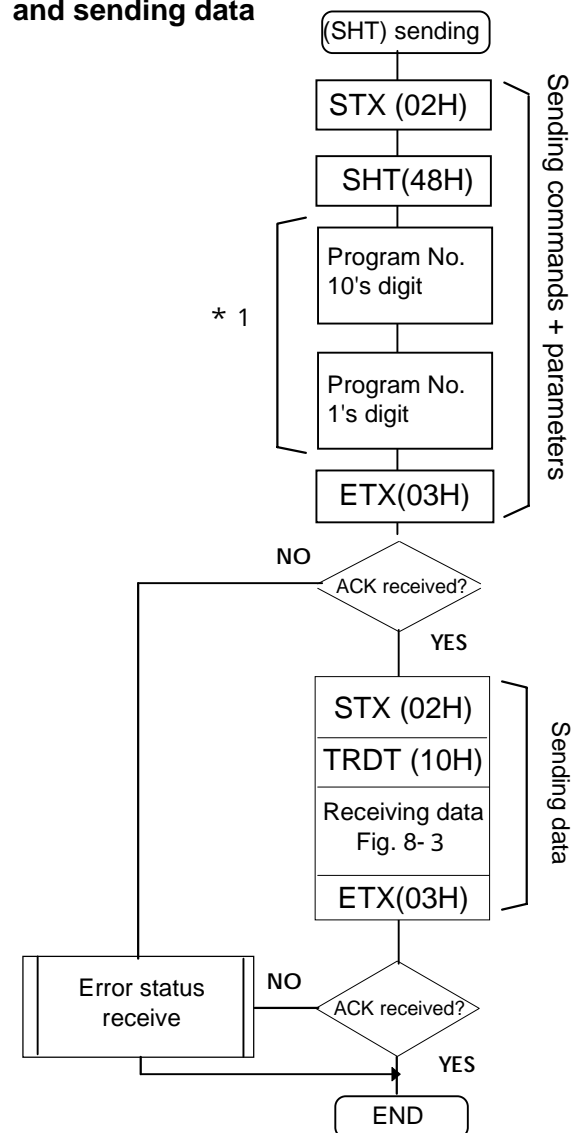 and sending data
(SHT) sending
STX (02H)
SHT(48H)
Program No.
10's digit
* 1
Program No.
1's digit
ETX(03H)
Sending commands + parameters
NO
ACK received?
YES
STX (02H)
TRDT (10H)
Receiving data
Fig. 8-3
ETX(03H)
Sending data
Error status
receive
NO
ACK received?
YES
END